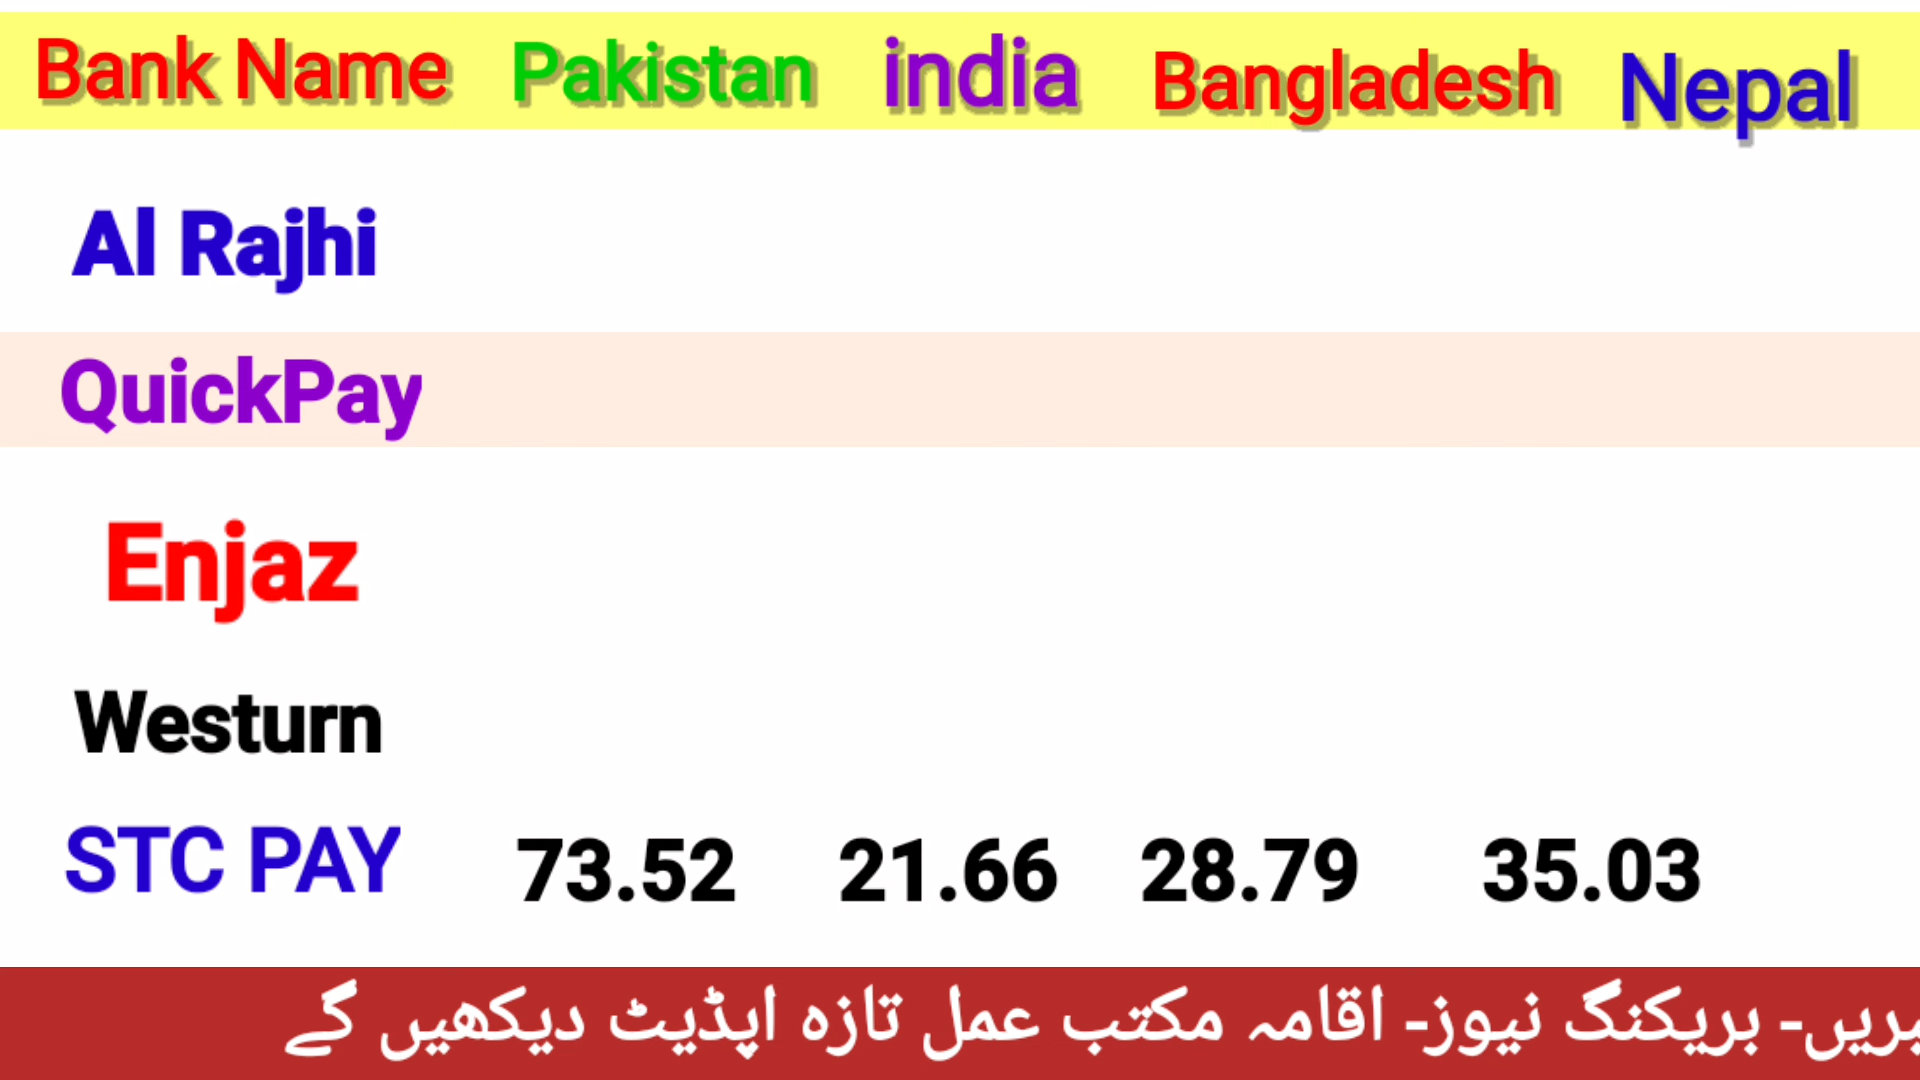 Bank Name Pakistan india Bangladesh Nepal
Al Rajhi
QuickPay
Enjaz
Westurn
STC PAY 73.52 21.66 28.79 35.03
بریکنگ نیوز- اقامہ مکتب عمل تازہ اپڈیٹ دیکھیں گے